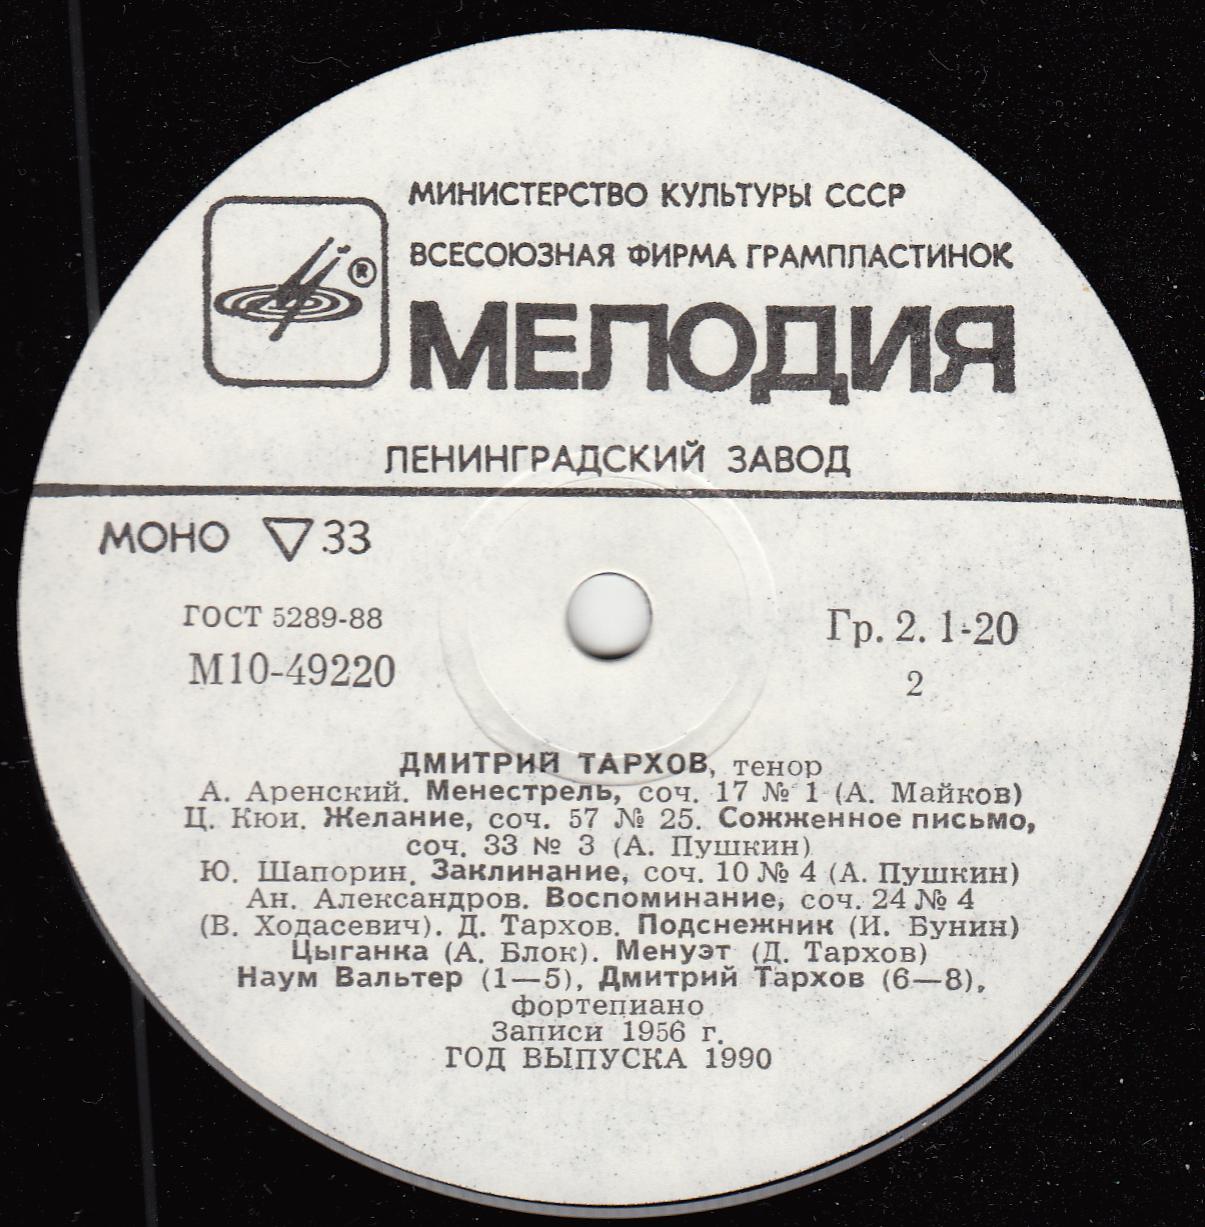 МИНИСТЕРСТВО КУЛЬТУРЫ СССР
ВСЕСОЮЗНАЯ ФИРМА ГРАМПЛАСТИНОК
®
МЕЛОДИЯ
ЛЕНИНГРАДСКИЙ ЗАВОД
МОНО ▽ 33
ГОСТ 5289-88
М10-49220
Гр. 2. 1-20
2
ДМИТРИЙ ТАРХОВ, тенор
А. Аренский. Менестрель, соч. 17 № 1 (А. Майков)
Ц. Кюи. Желание, соч. 57 № 25. Сожженное письмо,
соч. 33 № 3 (А. Пушкин)
Ю. Шапорин. Заклинание, соч. 10 № 4 (А. Пушкин)
Ан. Александров. Воспоминание, соч. 24 № 4
(В. Ходасевич). Д. Тархов. Подснежник (И. Бунин)
Цыганка (А. Блок). Менуэт (Д. Тархов)
Наум Вальтер (1—5), Дмитрий Тархов (6—8),
фортепиано
Записи 1956 г.
ГОД ВЫПУСКА 1990